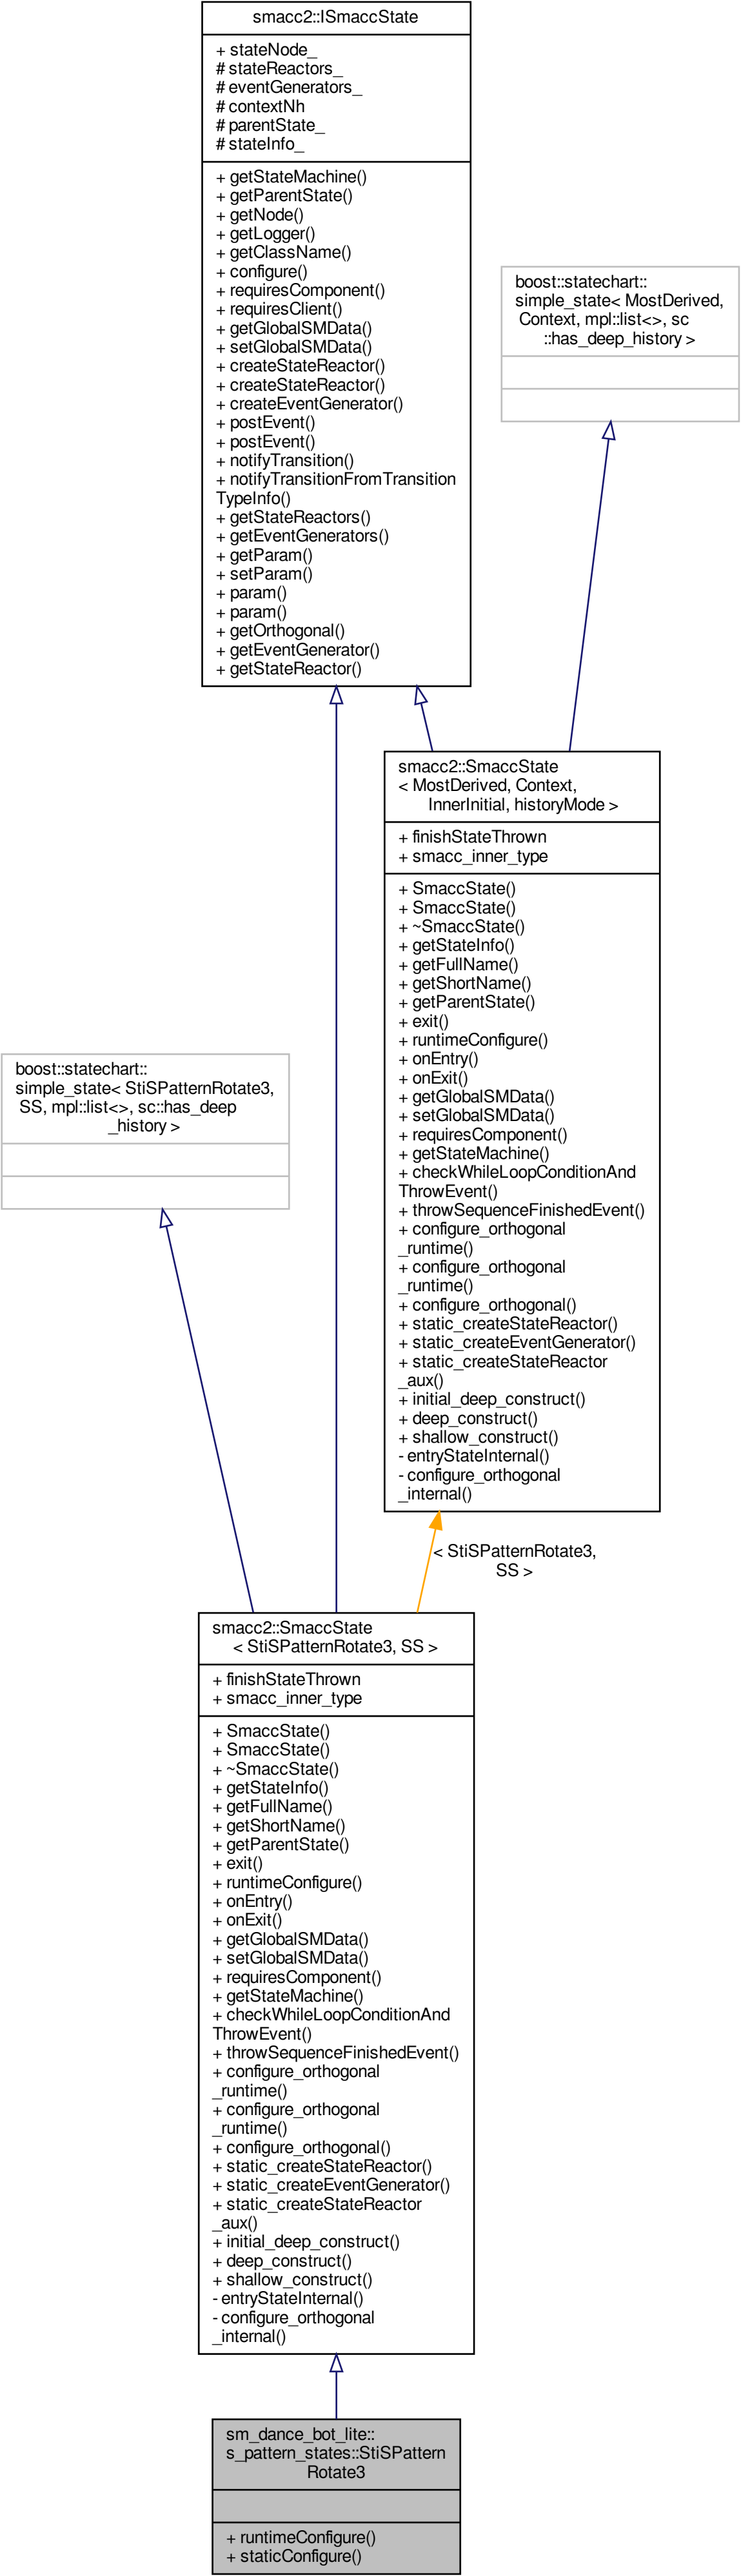 smacc2::ISmaccState
+ stateNode_
# stateReactors_
# eventGenerators_
# contextNh
# parentState_
# stateInfo_
+ getStateMachine()
+ getParentState()
+ getNode()
+ getLogger()
+ getClassName()
+ configure()
+ requiresComponent()
+ requiresClient()
+ getGlobalSMData()
+ setGlobalSMData()
+ createStateReactor()
+ createStateReactor()
+ createEventGenerator()
+ postEvent()
+ postEvent()
+ notifyTransition()
+ notifyTransitionFromTransition
TypeInfo()
+ getStateReactors()
+ getEventGenerators()
+ getParam()
+ setParam()
+ param()
+ param()
+ getOrthogonal()
+ getEventGenerator()
+ getStateReactor()
boost::statechart::
simple_state< MostDerived,
Context, mpl::list<>, sc
::has_deep_history >
smacc2::SmaccState
< MostDerived, Context,
InnerInitial, historyMode >
+ finishStateThrown
+ smacc_inner_type
+ SmaccState()
+ SmaccState()
+ ~SmaccState()
+ getStateInfo()
+ getFullName()
+ getShortName()
+ getParentState()
+ exit()
+ runtimeConfigure()
+ onEntry()
+ onExit()
+ getGlobalSMData()
+ setGlobalSMData()
+ requiresComponent()
+ getStateMachine()
+ checkWhileLoopConditionAnd
ThrowEvent()
+ throwSequenceFinishedEvent()
+ configure_orthogonal
_runtime()
+ configure_orthogonal
_runtime()
+ configure_orthogonal()
+ static_createStateReactor()
+ static_createEventGenerator()
+ static_createStateReactor
_aux()
+ initial_deep_construct()
+ deep_construct()
+ shallow_construct()
- entryStateInternal()
- configure_orthogonal
_internal()
boost::statechart::
simple_state< StiSPatternRotate3,
SS, mpl::list<>, sc::has_deep
_history >
< StiSPatternRotate3,
SS >
smacc2::SmaccState
< StiSPatternRotate3, SS >
+ finishStateThrown
+ smacc_inner_type
+ SmaccState()
+ SmaccState()
+ ~SmaccState()
+ getStateInfo()
+ getFullName()
+ getShortName()
+ getParentState()
+ exit()
+ runtimeConfigure()
+ onEntry()
+ onExit()
+ getGlobalSMData()
+ setGlobalSMData()
+ requiresComponent()
+ getStateMachine()
+ checkWhileLoopConditionAnd
ThrowEvent()
+ throwSequenceFinishedEvent()
+ configure_orthogonal
_runtime()
+ configure_orthogonal
_runtime()
+ configure_orthogonal()
+ static_createStateReactor()
+ static_createEventGenerator()
+ static_createStateReactor
_aux()
+ initial_deep_construct()
+ deep_construct()
+ shallow_construct()
- entryStateInternal()
- configure_orthogonal
_internal()
sm_dance_bot_lite::
s_pattern_states::StiSPattern
Rotate3
+ runtimeConfigure()
+ staticConfigure()